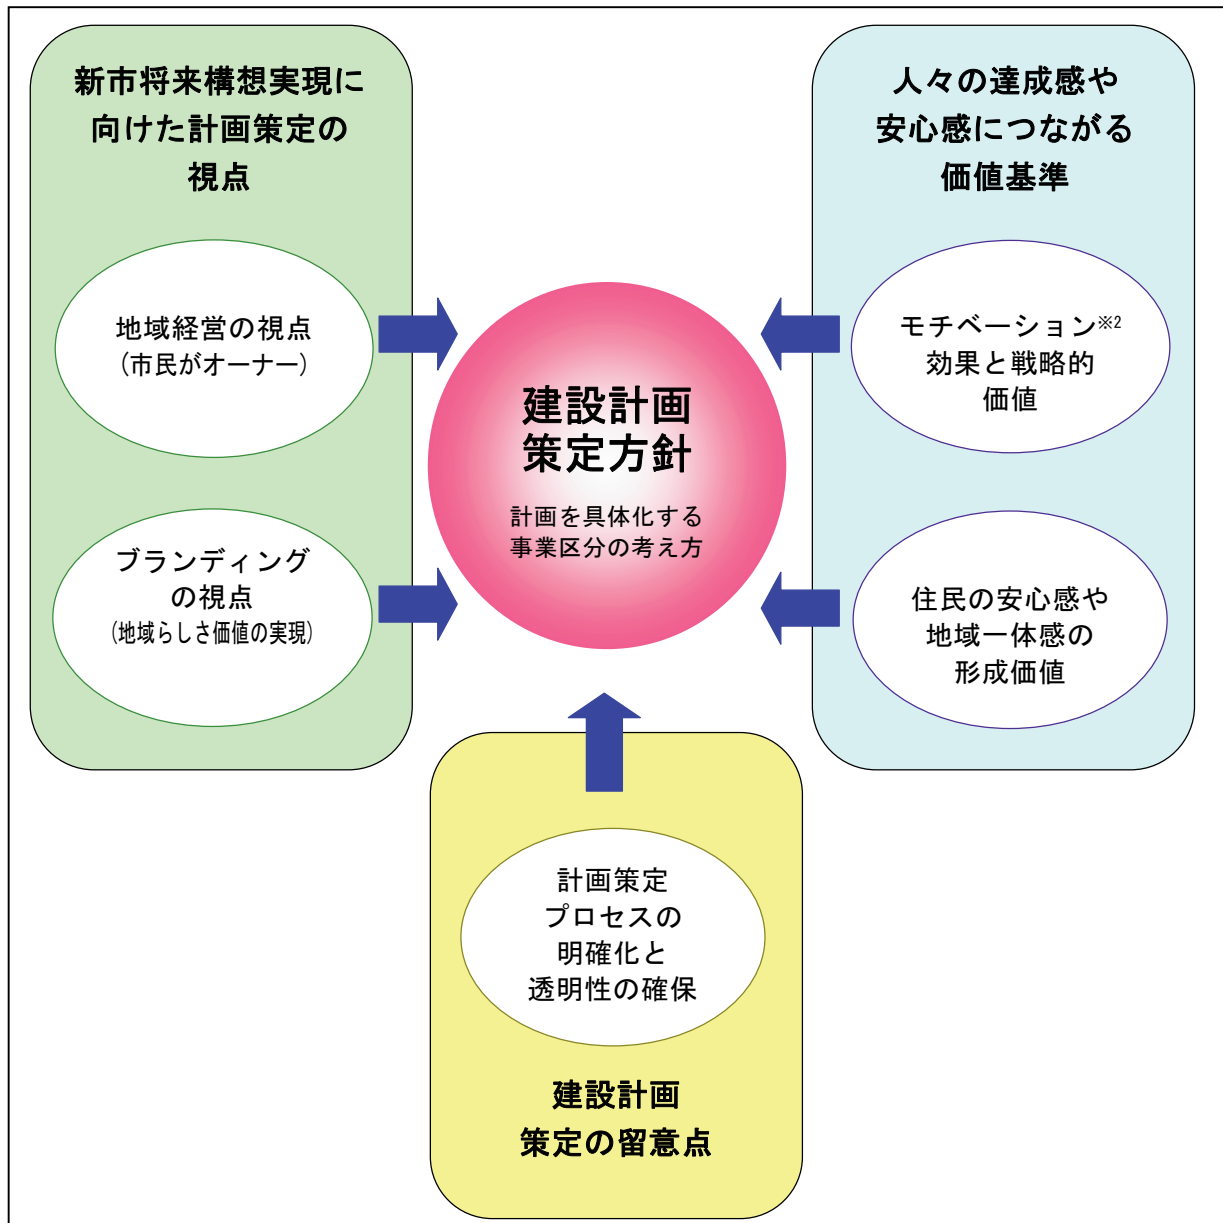 新市将来構想実現に
向けた計画策定の
視点
地域経営の視点
(市民がオーナー)
ブランディング
の視点
(地域らしさ価値の実現)
建設計画
策定方針
計画を具体化する
事業区分の考え方
人々の達成感や
安心感につながる
価値基準
モチベーション※2
効果と戦略的
価値
住民の安心感や
地域一体感の
形成価値
計画策定
プロセスの
明確化と
透明性の確保
建設計画
策定の留意点